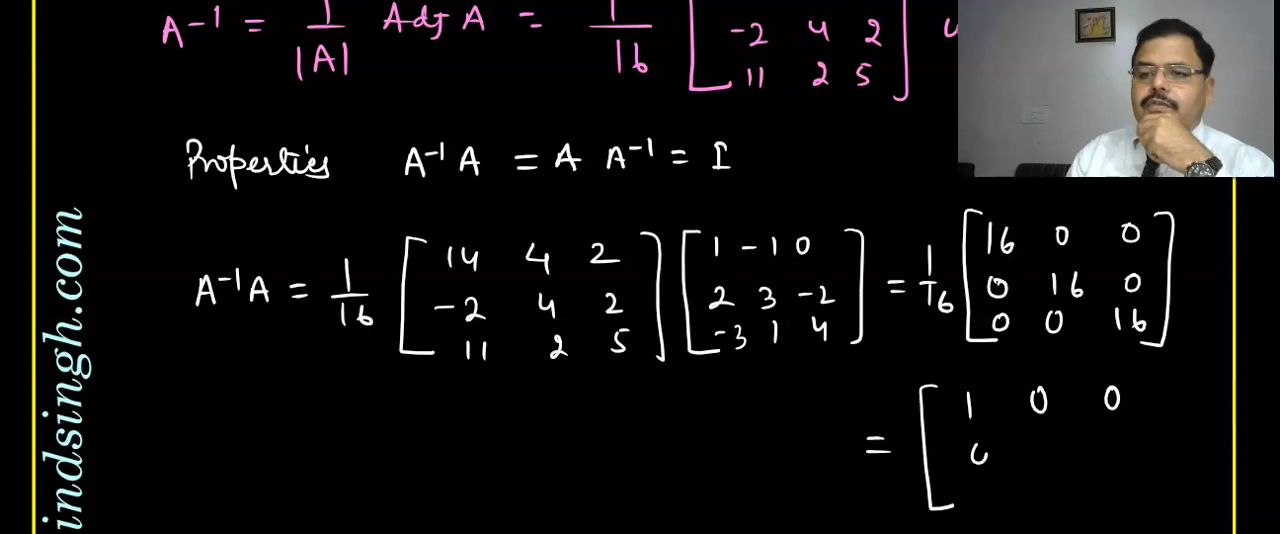 A⁻¹ = 1/|A| Adj A = 1/16 [ -2 4 2
11 2 5 ]
Properties A⁻¹ A = A A⁻¹ = I
A⁻¹A = 1/16 [ 14 4 2
-2 4 2
11 2 5 ] [ 1 -1 0
2 3 -2
-3 1 4 ] = 1/16 [ 16 0 0
0 16 0
0 0 16 ]
= [ 1 0 0
0
indsingh.com